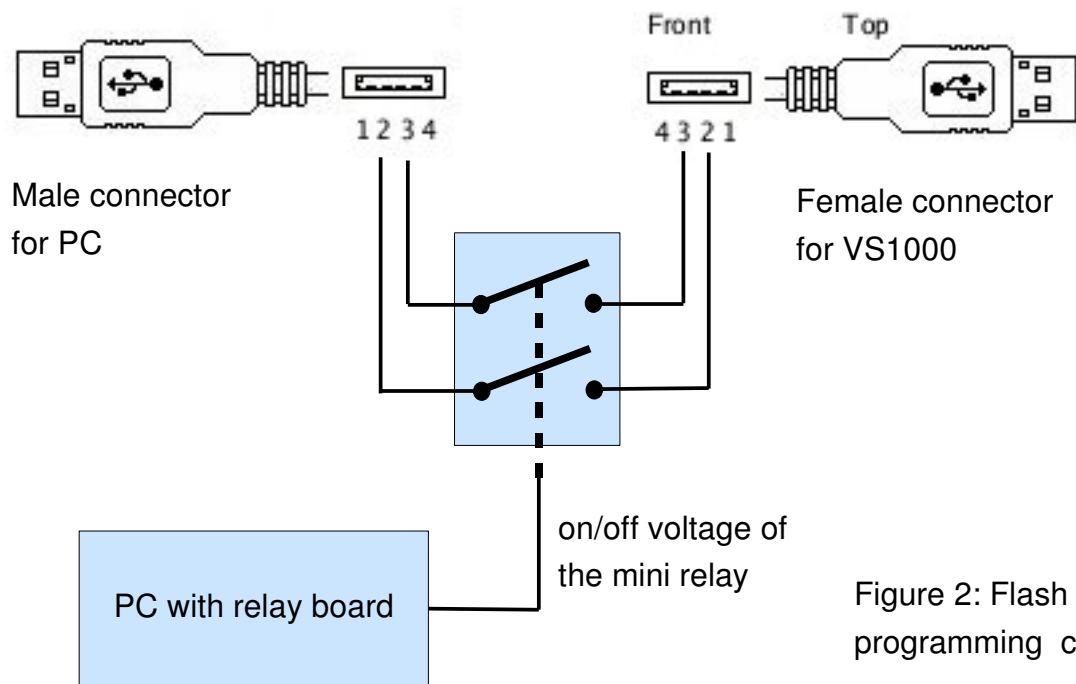 Front Top
1 2 3 4
4 3 2 1
Male connector
for PC
Female connector
for VS1000
on/off voltage of
the mini relay
PC with relay board
Figure 2: Flash
programming